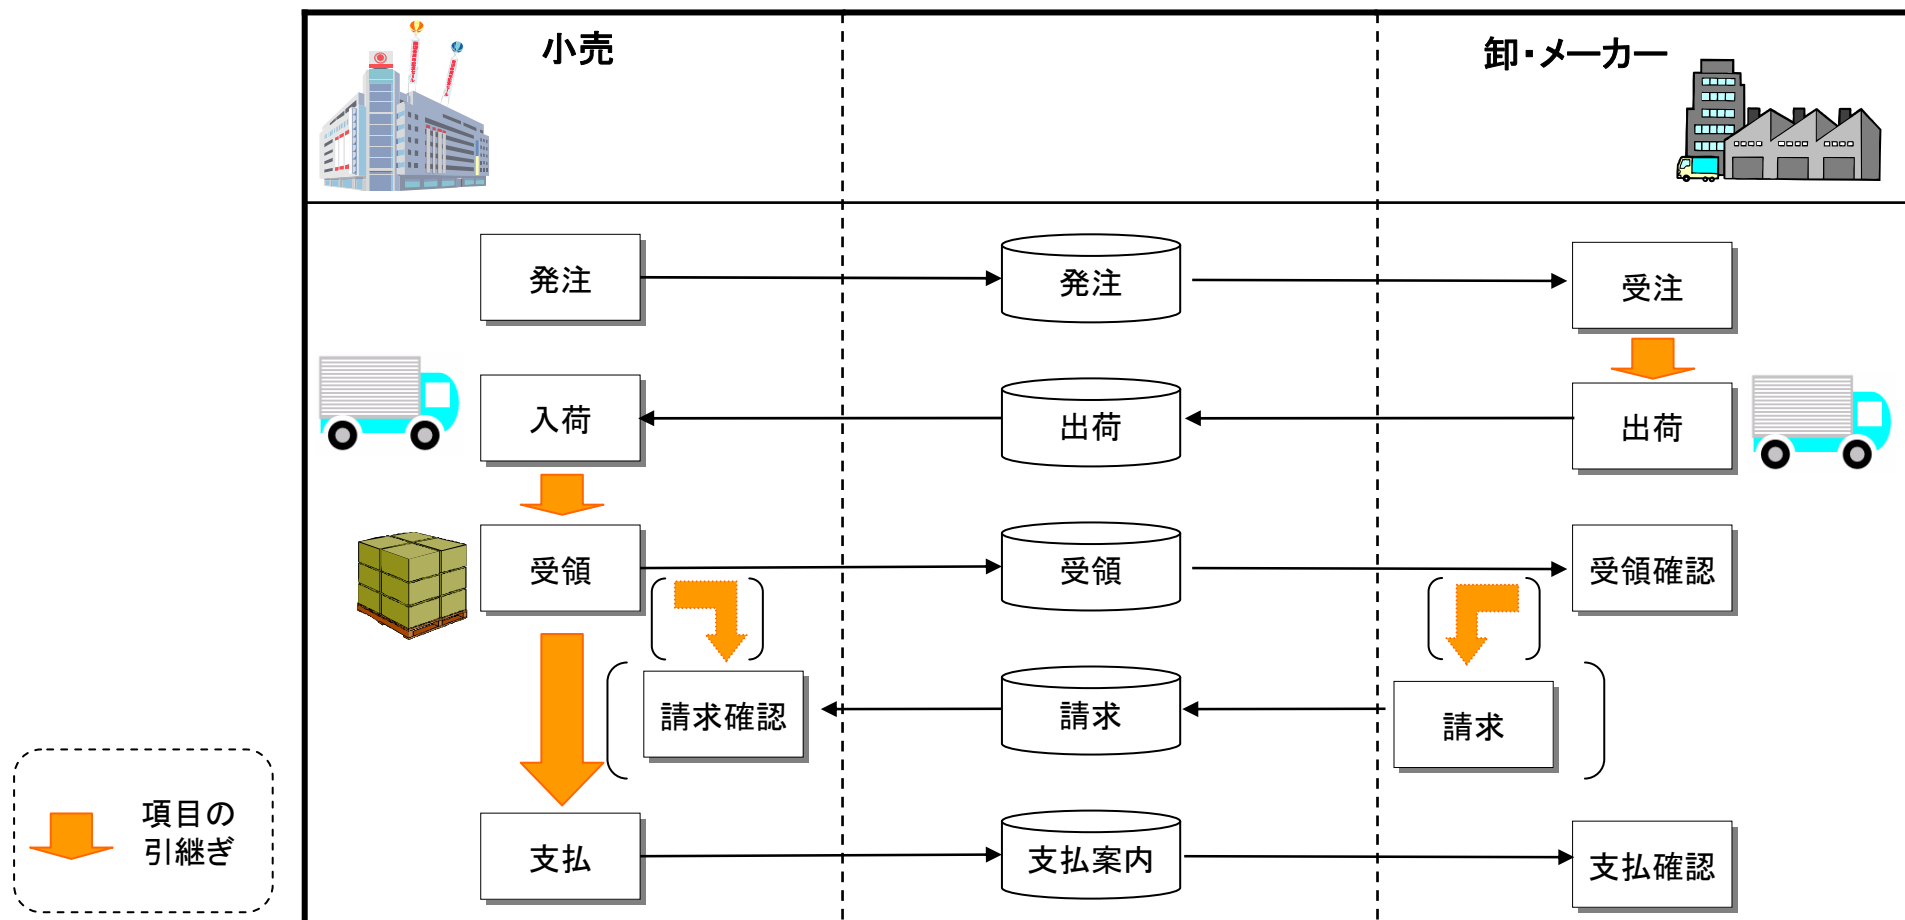 小売
卸・メーカー
発注
発注
受注
入荷
出荷
出荷
受領
受領
受領確認
請求確認
請求
請求
項目の
引継ぎ
支払
支払案内
支払確認